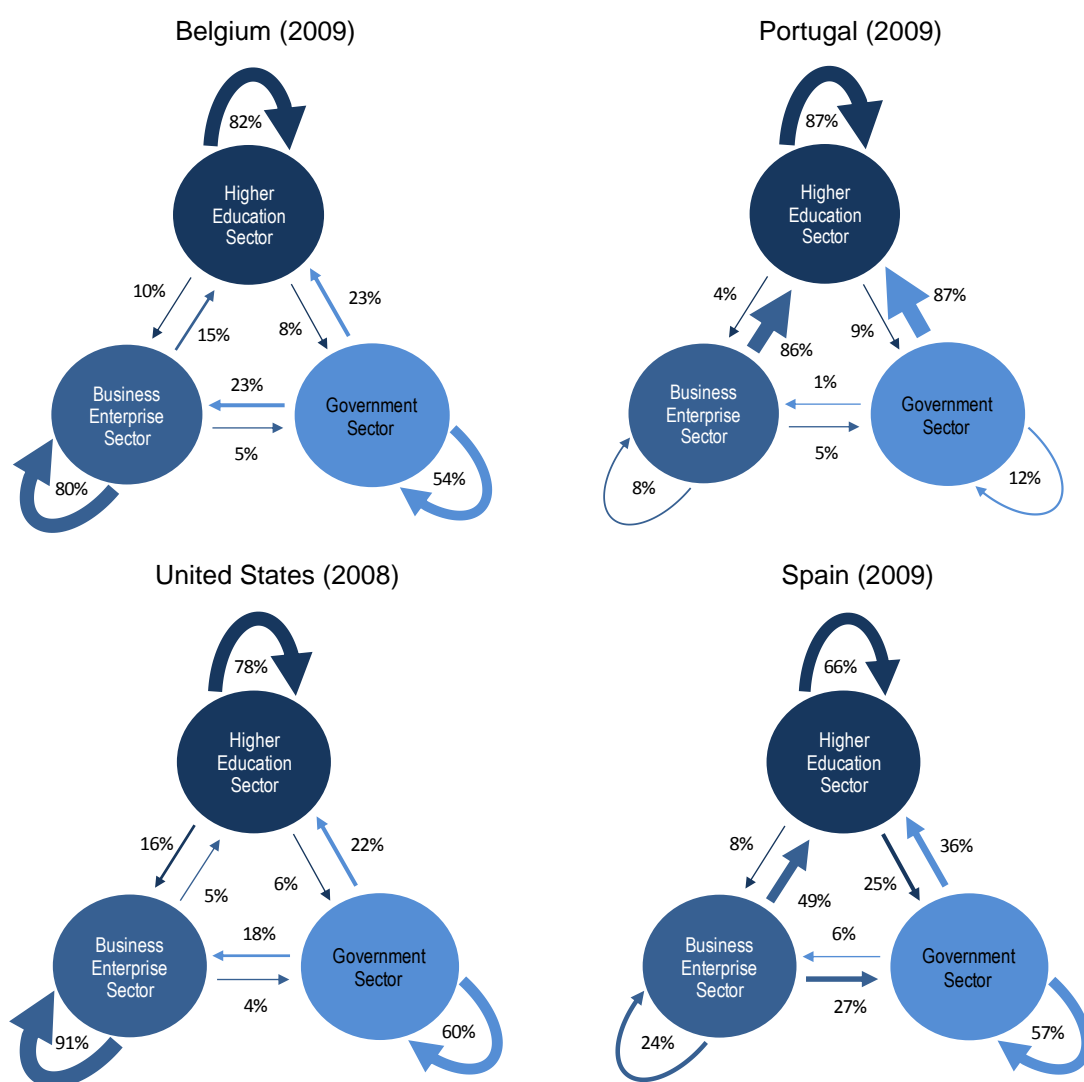 Belgium (2009)
82%
Higher
Education
Sector
10%
15%
8%
23%
Business
Enterprise
Sector
23%
5%
Government
Sector
80%
54%
Portugal (2009)
87%
Higher
Education
Sector
4%
86%
9%
87%
Business
Enterprise
Sector
1%
5%
Government
Sector
8%
12%
United States (2008)
78%
Higher
Education
Sector
16%
5%
6%
22%
Business
Enterprise
Sector
18%
4%
Government
Sector
91%
60%
Spain (2009)
66%
Higher
Education
Sector
8%
49%
25%
36%
Business
Enterprise
Sector
6%
27%
Government
Sector
24%
57%